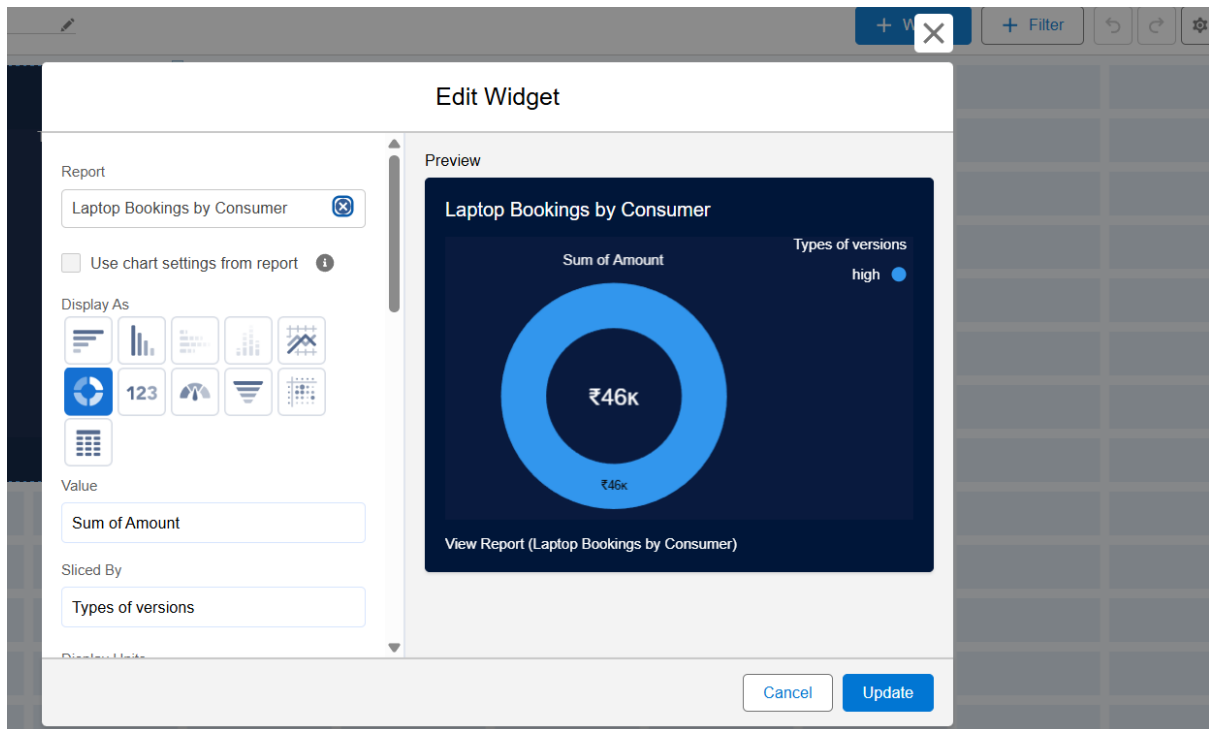 + Filter
Edit Widget
Report
Laptop Bookings by Consumer
Use chart settings from report
Display As
123
Value
Sum of Amount
Sliced By
Types of versions
Display Units
Preview
Laptop Bookings by Consumer
Types of versions
Sum of Amount
high
₹46K
₹46K
View Report (Laptop Bookings by Consumer)
Cancel
Update